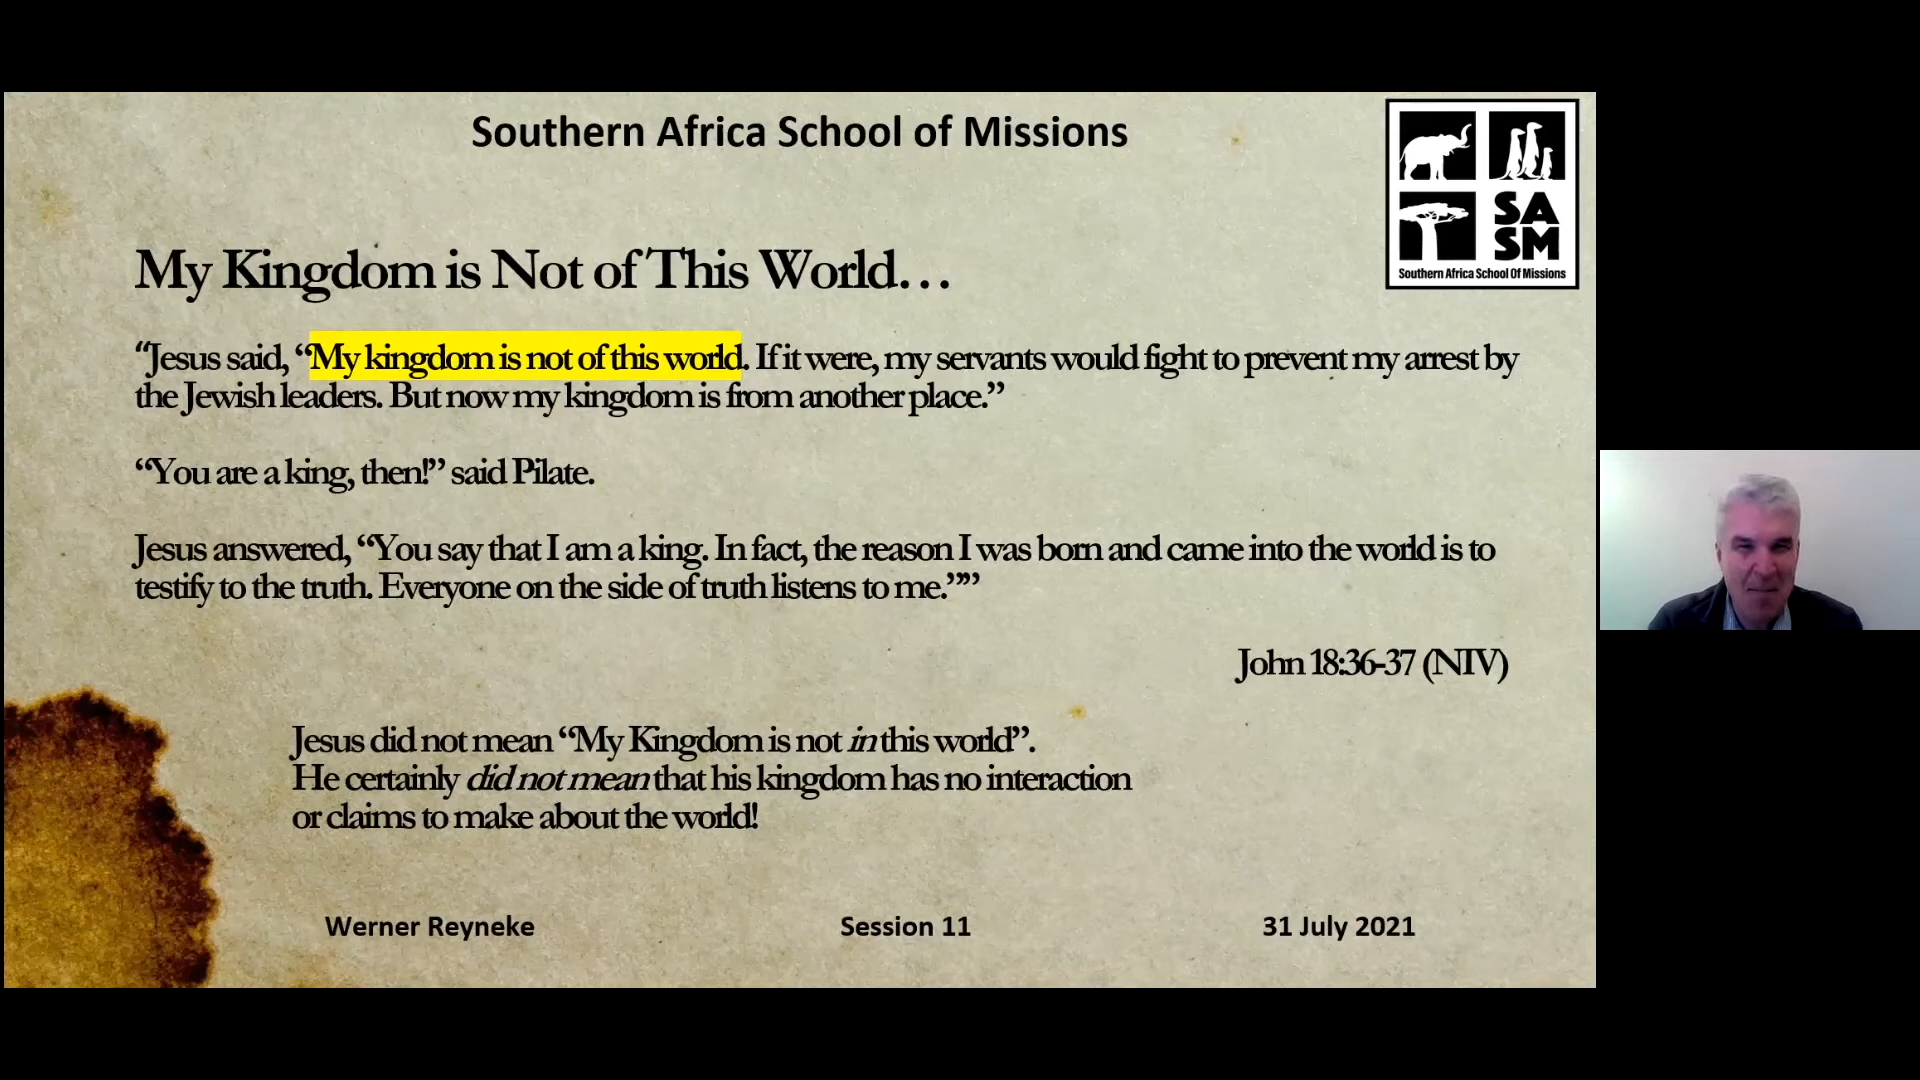 Southern Africa School of Missions
SA
SM
Southern Africa School Of Missions
My Kingdom is Not of This World…
“Jesus said, “My kingdom is not of this world. If it were, my servants would fight to prevent my arrest by
the Jewish leaders. But now my kingdom is from another place.”
“You are a king, then!” said Pilate.
Jesus answered, “You say that I am a king. In fact, the reason I was born and came into the world is to
testify to the truth. Everyone on the side of truth listens to me.””
John 18:36-37 (NIV)
Jesus did not mean “My Kingdom is not in this world”.
He certainly did not mean that his kingdom has no interaction
or claims to make about the world!
Werner Reyneke
Session 11
31 July 2021